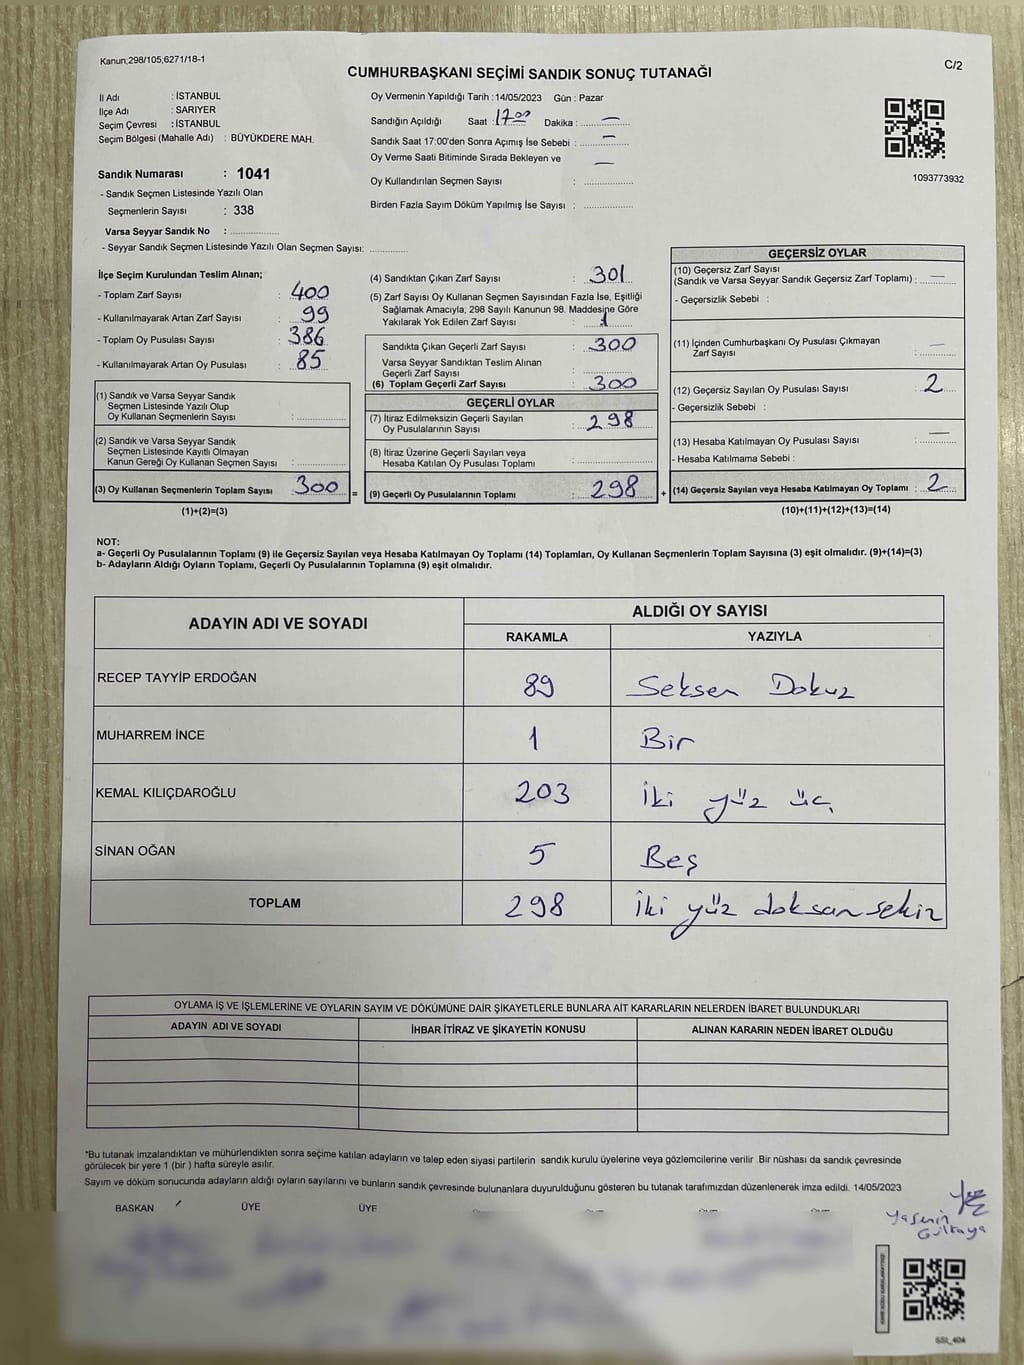 Kanun;298/105;6271/18-1
C/2
CUMHURBAŞKANI SEÇİMİ SANDIK SONUÇ TUTANAĞI
İl Adı : İSTANBUL
İlçe Adı : SARIYER
Seçim Çevresi : İSTANBUL
Seçim Bölgesi (Mahalle Adı) : BÜYÜKDERE MAH.
Sandık Numarası : 1041
- Sandık Seçmen Listesinde Yazılı Olan
Seçmenlerin Sayısı : 338
Varsa Seyyar Sandık No :
- Seyyar Sandık Seçmen Listesinde Yazılı Olan Seçmen Sayısı:
Oy Vermenin Yapıldığı Tarih : 14/05/2023 Gün : Pazar
Sandığın Açıldığı Saat : 17.00 Dakika : —
Sandık Saat 17:00'den Sonra Açımış İse Sebebi : —
Oy Verme Saati Bitiminde Sırada Bekleyen ve —
Oy Kullandırılan Seçmen Sayısı :
Birden Fazla Sayım Döküm Yapılmış İse Sayısı :
1093773932
İlçe Seçim Kurulundan Teslim Alınan;
- Toplam Zarf Sayısı : 400
- Kullanılmayarak Artan Zarf Sayısı : 99
- Toplam Oy Pusulası Sayısı : 386
- Kullanılmayarak Artan Oy Pusulası : 85
(1) Sandık ve Varsa Seyyar Sandık
Seçmen Listesinde Yazılı Olup
Oy Kullanan Seçmenlerin Sayısı :
(2) Sandık ve Varsa Seyyar Sandık
Seçmen Listesinde Kayıtlı Olmayan
Kanun Gereği Oy Kullanan Seçmen Sayısı :
(3) Oy Kullanan Seçmenlerin Toplam Sayısı : 300
(1)+(2)=(3)
=
(4) Sandıktan Çıkan Zarf Sayısı : 301
(5) Zarf Sayısı Oy Kullanan Seçmen Sayısından Fazla İse, Eşitliği
Sağlamak Amacıyla; 298 Sayılı Kanunun 98. Maddesine Göre
Yakılarak Yok Edilen Zarf Sayısı : 1
Sandıkta Çıkan Geçerli Zarf Sayısı : 300
Varsa Seyyar Sandıktan Teslim Alınan
Geçerli Zarf Sayısı :
(6) Toplam Geçerli Zarf Sayısı : 300
GEÇERLİ OYLAR
(7) İtiraz Edilmeksizin Geçerli Sayılan
Oy Pusulalarının Sayısı : 298
(8) İtiraz Üzerine Geçerli Sayılan veya
Hesaba Katılan Oy Pusulası Toplamı :
(9) Geçerli Oy Pusulalarının Toplamı : 298
+
GEÇERSİZ OYLAR
(10) Geçersiz Zarf Sayısı
(Sandık ve Varsa Seyyar Sandık Geçersiz Zarf Toplamı) : —
- Geçersizlik Sebebi :
(11) İçinden Cumhurbaşkanı Oy Pusulası Çıkmayan
Zarf Sayısı : —
(12) Geçersiz Sayılan Oy Pusulası Sayısı : 2
- Geçersizlik Sebebi :
(13) Hesaba Katılmayan Oy Pusulası Sayısı : —
- Hesaba Katılmama Sebebi :
(14) Geçersiz Sayılan veya Hesaba Katılmayan Oy Toplamı : 2
(10)+(11)+(12)+(13)=(14)
NOT:
a- Geçerli Oy Pusulalarının Toplamı (9) ile Geçersiz Sayılan veya Hesaba Katılmayan Oy Toplamı (14) Toplamları, Oy Kullanan Seçmenlerin Toplam Sayısına (3) eşit olmalıdır. (9)+(14)=(3)
b- Adayların Aldığı Oyların Toplamı, Geçerli Oy Pusulalarının Toplamına (9) eşit olmalıdır.
ADAYIN ADI VE SOYADI ALDIĞI OY SAYISI
RAKAMLA YAZIYLA
RECEP TAYYİP ERDOĞAN 89 Seksen Dokuz
MUHARREM İNCE 1 Bir
KEMAL KILIÇDAROĞLU 203 İki yüz üç
SİNAN OĞAN 5 Beş
TOPLAM 298 İki yüz doksan sekiz
OYLAMA İŞ VE İŞLEMLERİNE VE OYLARIN SAYIM VE DÖKÜMÜNE DAİR ŞİKAYETLERLE BUNLARA AİT KARARLARIN NELERDEN İBARET BULUNDUKLARI
ADAYIN ADI VE SOYADI İHBAR İTİRAZ VE ŞİKAYETİN KONUSU ALINAN KARARIN NEDEN İBARET OLDUĞU
*Bu tutanak imzalandıktan ve mühürlendikten sonra seçime katılan adayların ve talep eden siyasi partilerin sandık kurulu üyelerine veya gözlemcilerine verilir .Bir nüshası da sandık çevresinde
görülecek bir yere 1 (bir ) hafta süreyle asılır.
Sayım ve döküm sonucunda adayların aldığı oyların sayılarını ve bunların sandık çevresinde bulunanlara duyurulduğunu gösteren bu tutanak tarafımızdan düzenlenerek imza edildi. 14/05/2023
BAŞKAN ÜYE ÜYE
Yasemin
Gülkaya